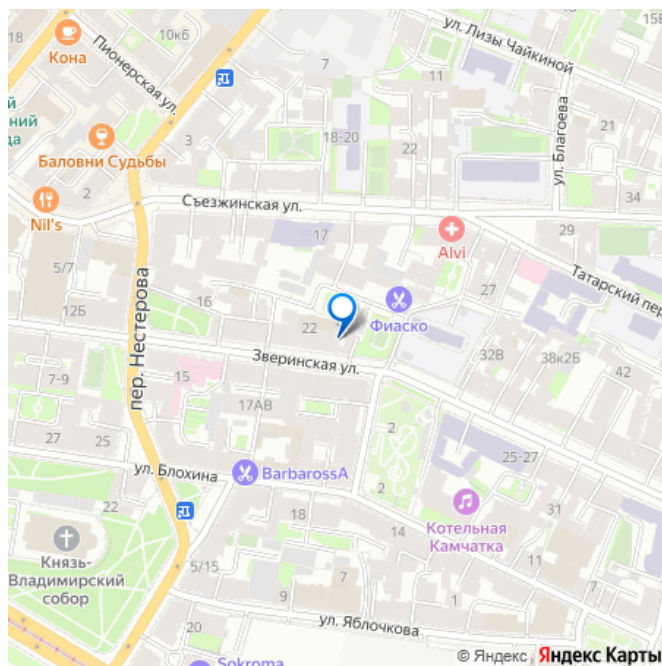 15В
ул. Лизы Чайкиной
18
Кона
10к6
Пионерская ул.
7
11
ул. Благоева
21
Баловни Судьбы
3
18-20
22
2
Nil's
Съезжинская ул.
34
17
Alvi
29
5/7
Татарский пер.
пер. Нестерова
16
27
12Б
22
Фиаско
Зверинская ул.
32В
38к2Б
42
7-9
15
17АВ
27
25
2
25-27
ул. Блохина
BarbarossA
22
2
Котельная
Камчатка
18
14
31
Князь-
Владимирский
собор
5/15
9
7
1
7
20
ул. Яблочкова
Sokroma
© Яндекс
Яндекс Карты